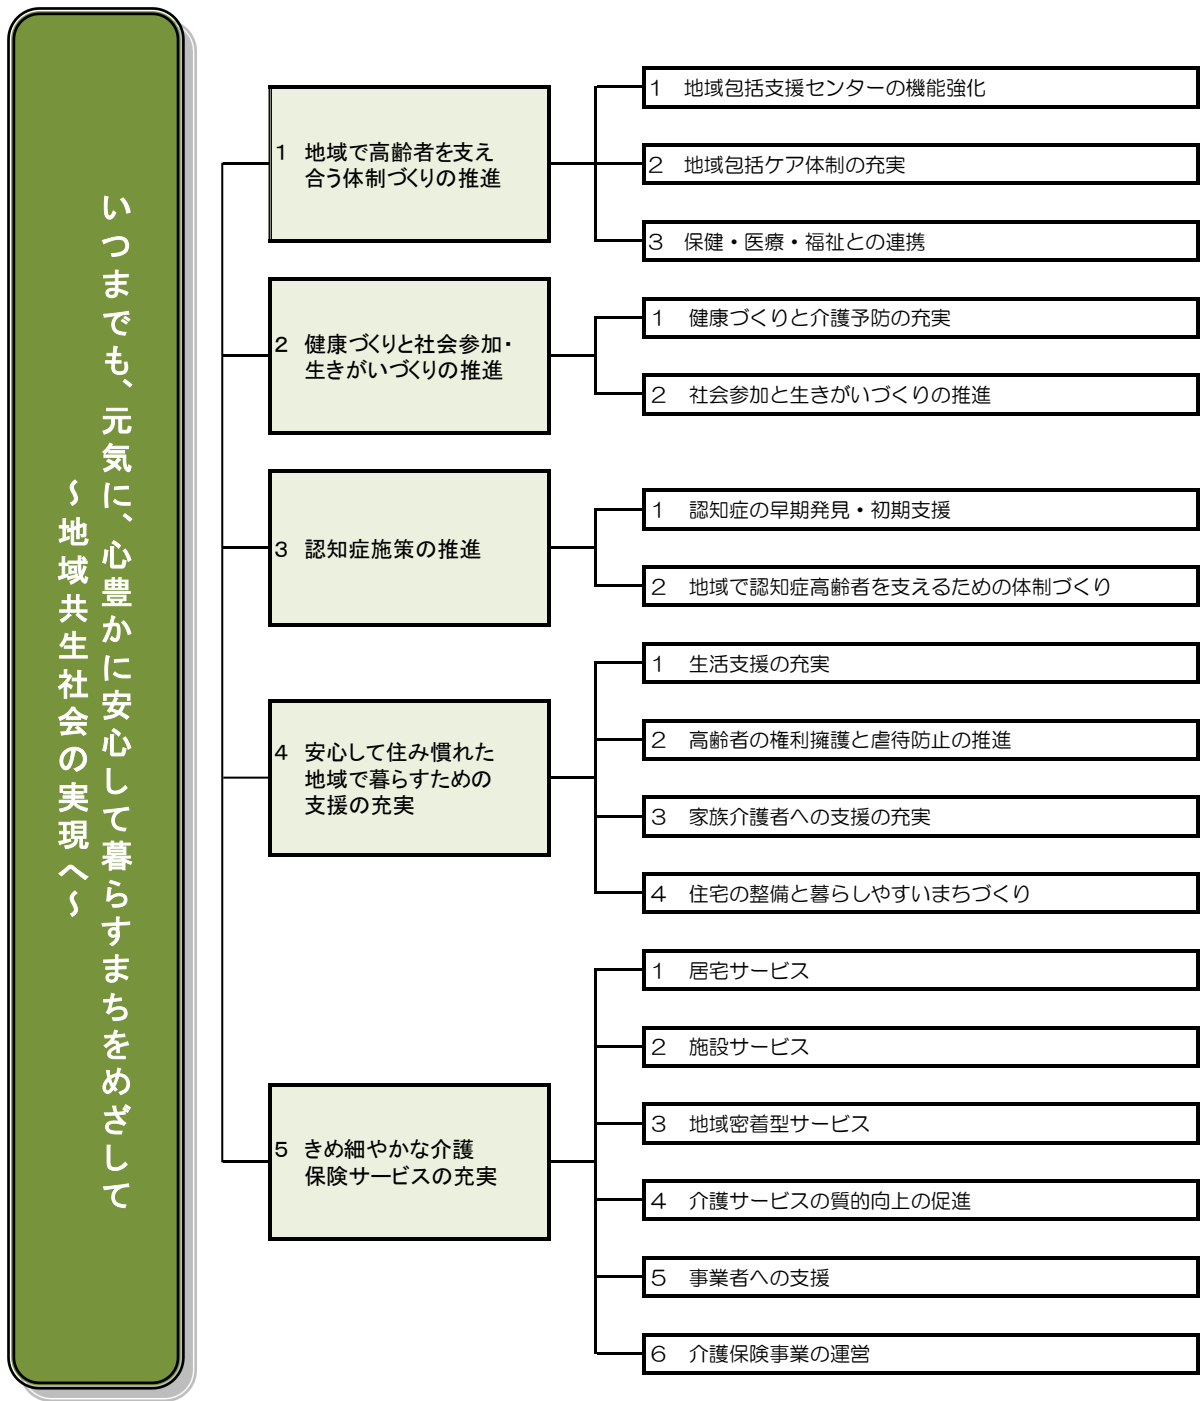 いつまでも、元気に、心豊かに安心して暮らすまちをめざして
～地域共生社会の実現へ～
１　地域で高齢者を支え
合う体制づくりの推進
１　地域包括支援センターの機能強化
２　地域包括ケア体制の充実
３　保健・医療・福祉との連携
２　健康づくりと社会参加・
生きがいづくりの推進
１　健康づくりと介護予防の充実
２　社会参加と生きがいづくりの推進
３　認知症施策の推進
１　認知症の早期発見・初期支援
２　地域で認知症高齢者を支えるための体制づくり
４　安心して住み慣れた
地域で暮らすための
支援の充実
１　生活支援の充実
２　高齢者の権利擁護と虐待防止の推進
３　家族介護者への支援の充実
４　住宅の整備と暮らしやすいまちづくり
５　きめ細やかな介護
保険サービスの充実
１　居宅サービス
２　施設サービス
３　地域密着型サービス
４　介護サービスの質的向上の促進
５　事業者への支援
６　介護保険事業の運営